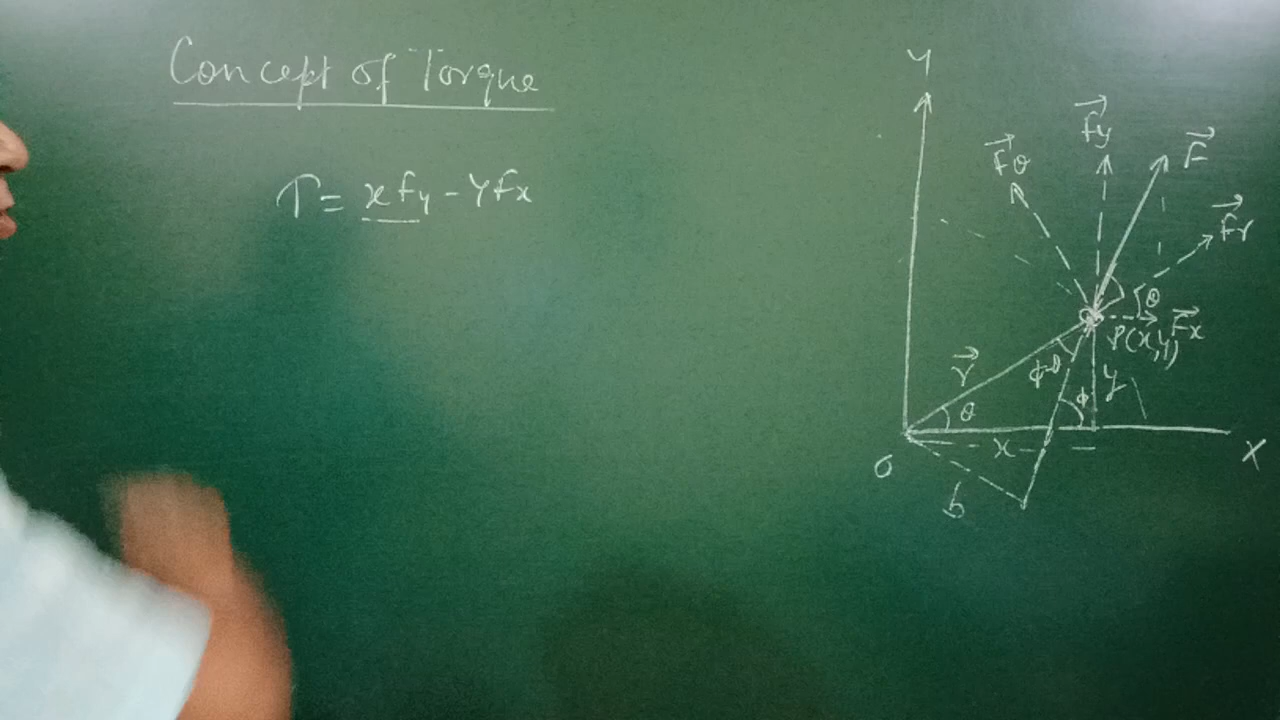 Concept of Torque
τ = x Fy - y Fx
Y
F⃗y
F⃗
F⃗θ
F⃗r
θ
F⃗x
P(x,y)
r⃗
ϕ-θ
y
θ
ϕ
x
X
O
b